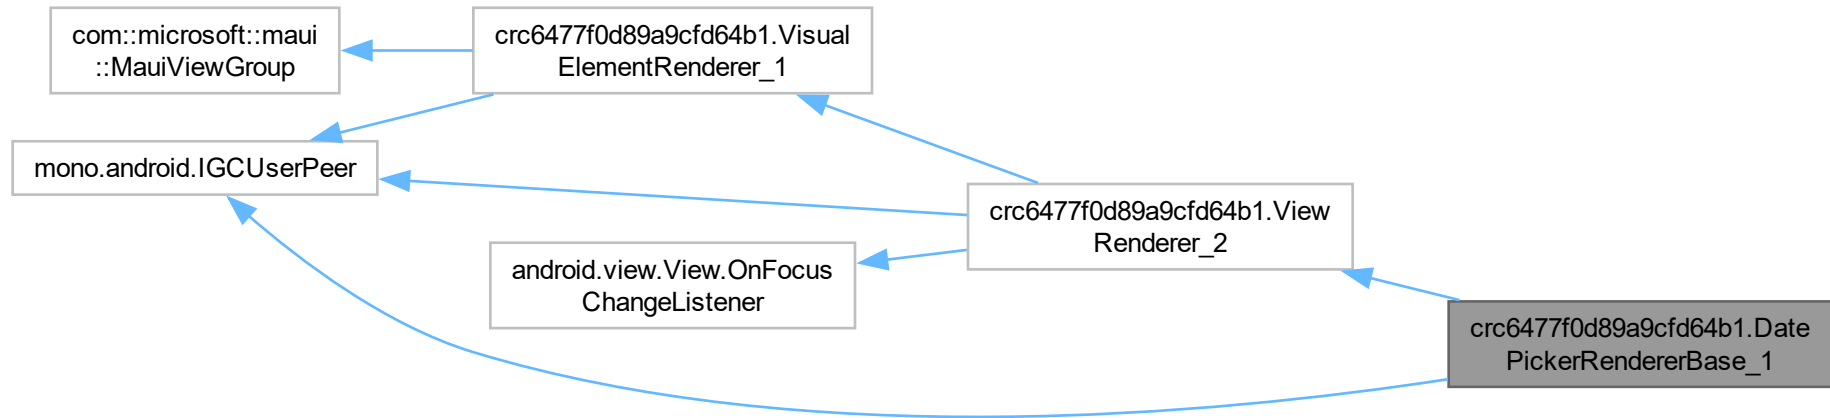 com::microsoft::maui
::MauiViewGroup
crc6477f0d89a9cfd64b1.Visual
ElementRenderer_1
mono.android.IGCUserPeer
crc6477f0d89a9cfd64b1.View
Renderer_2
android.view.View.OnFocus
ChangeListener
crc6477f0d89a9cfd64b1.Date
PickerRendererBase_1